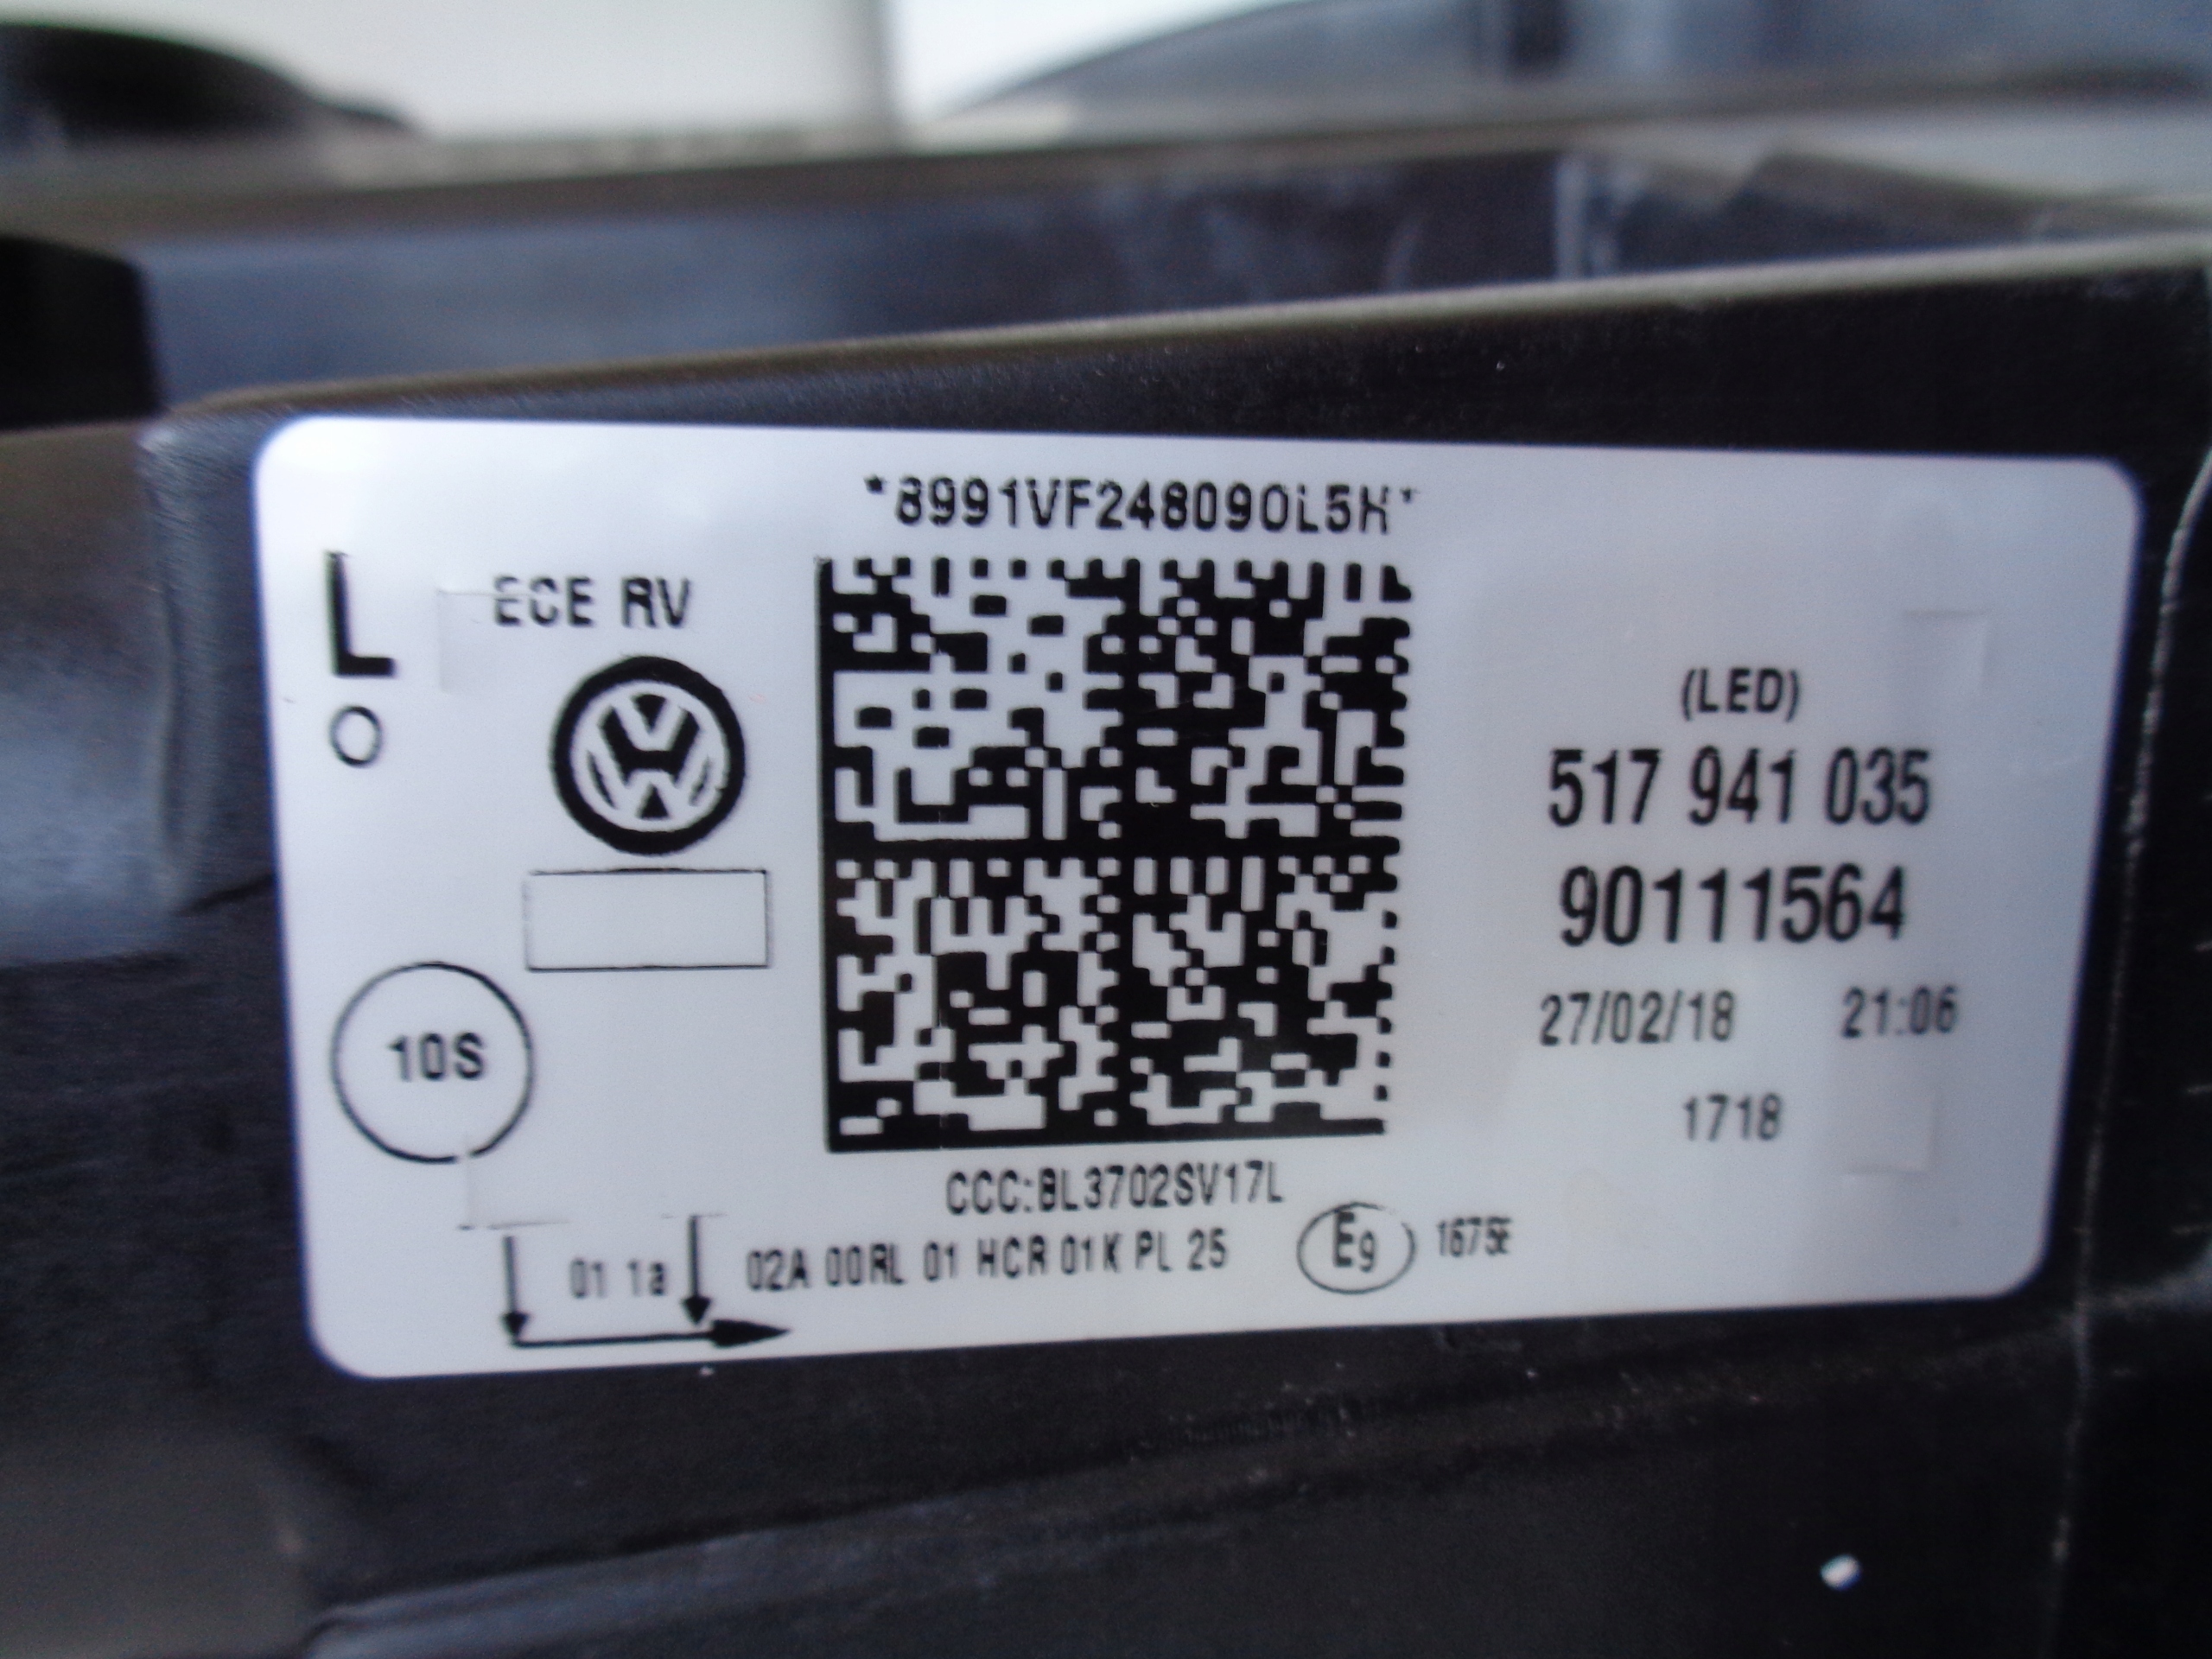 *8991VF248090L5H*
L
ECE RV
O
(LED)
517 941 035
90111564
27/02/18 21:06
10S
1718
CCC:BL3702SV17L
01 1a 02A 00RL 01 HCR 01K PL 25 E9